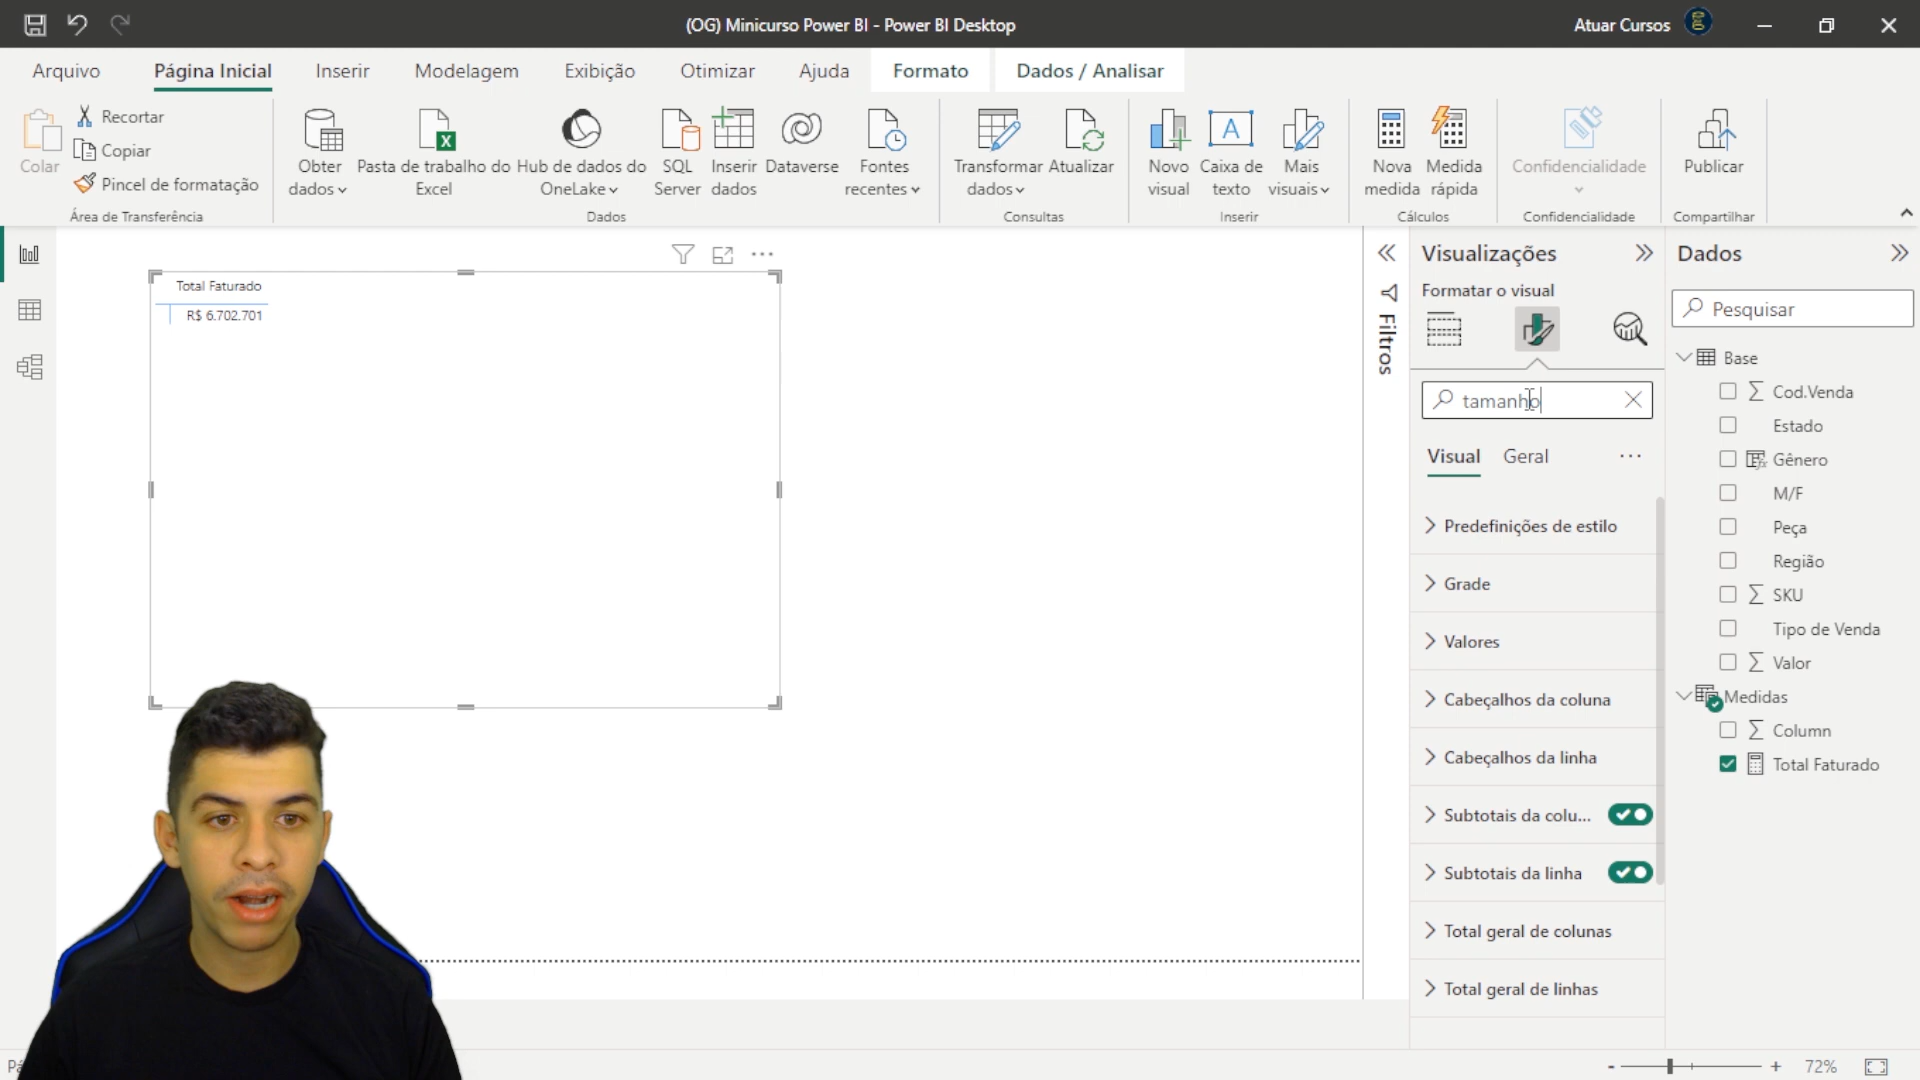 (OG) Minicurso Power BI - Power BI Desktop
Atuar Cursos
Arquivo
Página Inicial
Inserir
Modelagem
Exibição
Otimizar
Ajuda
Formato
Dados / Analisar
Colar
Recortar
Copiar
Pincel de formatação
Área de Transferência
Obter dados
Pasta de trabalho do Excel
Hub de dados do OneLake
SQL Server
Inserir dados
Dataverse
Fontes recentes
Dados
Transformar dados
Atualizar
Consultas
Novo visual
Caixa de texto
Mais visuais
Inserir
Nova medida
Medida rápida
Cálculos
Confidencialidade
Confidencialidade
Publicar
Compartilhar
Total Faturado
R$ 6.702.701
Filtros
Visualizações
Formatar o visual
tamanho
Visual
Geral
Predefinições de estilo
Grade
Valores
Cabeçalhos da coluna
Cabeçalhos da linha
Subtotais da colu...
Subtotais da linha
Total geral de colunas
Total geral de linhas
Dados
Pesquisar
Base
Cod.Venda
Estado
Gênero
M/F
Peça
Região
SKU
Tipo de Venda
Valor
Medidas
Column
Total Faturado
72%